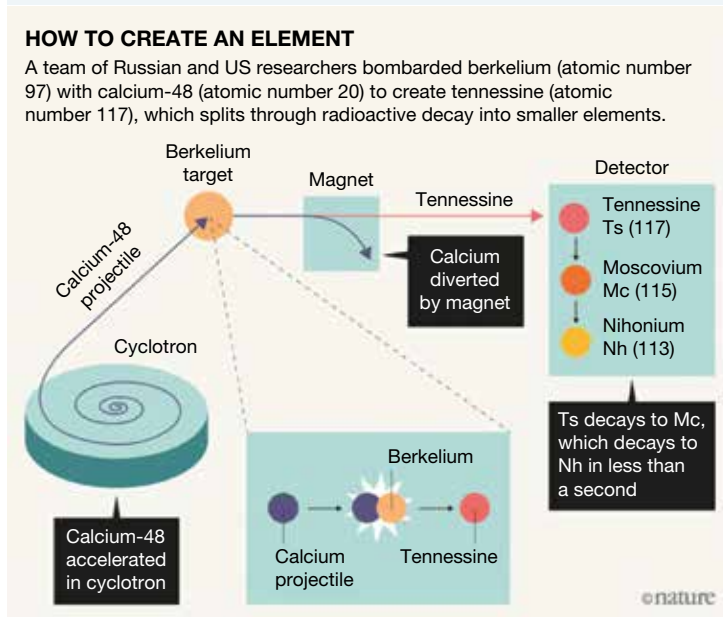 HOW TO CREATE AN ELEMENT
A team of Russian and US researchers bombarded berkelium (atomic number
97) with calcium-48 (atomic number 20) to create tennessine (atomic
number 117), which splits through radioactive decay into smaller elements.
Berkelium
target
Magnet
Tennessine
Detector
Calcium-48
projectile
Calcium
diverted
by magnet
Tennessine
Ts (117)
Moscovium
Mc (115)
Nihonium
Nh (113)
Cyclotron
Ts decays to Mc,
which decays to
Nh in less than
a second
Berkelium
Calcium
projectile
Tennessine
Calcium-48
accelerated
in cyclotron
©nature